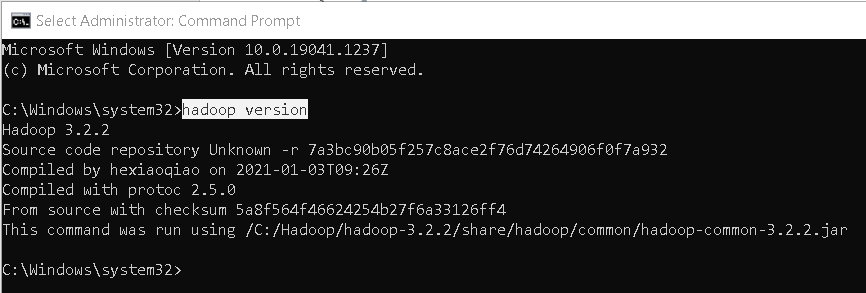 Select Administrator: Command Prompt
Microsoft Windows [Version 10.0.19041.1237]
(c) Microsoft Corporation. All rights reserved.
C:\Windows\system32>hadoop version
Hadoop 3.2.2
Source code repository Unknown -r 7a3bc90b05f257c8ace2f76d74264906f0f7a932
Compiled by hexiaoqiao on 2021-01-03T09:26Z
Compiled with protoc 2.5.0
From source with checksum 5a8f564f46624254b27f6a33126ff4
This command was run using /C:/Hadoop/hadoop-3.2.2/share/hadoop/common/hadoop-common-3.2.2.jar
C:\Windows\system32>